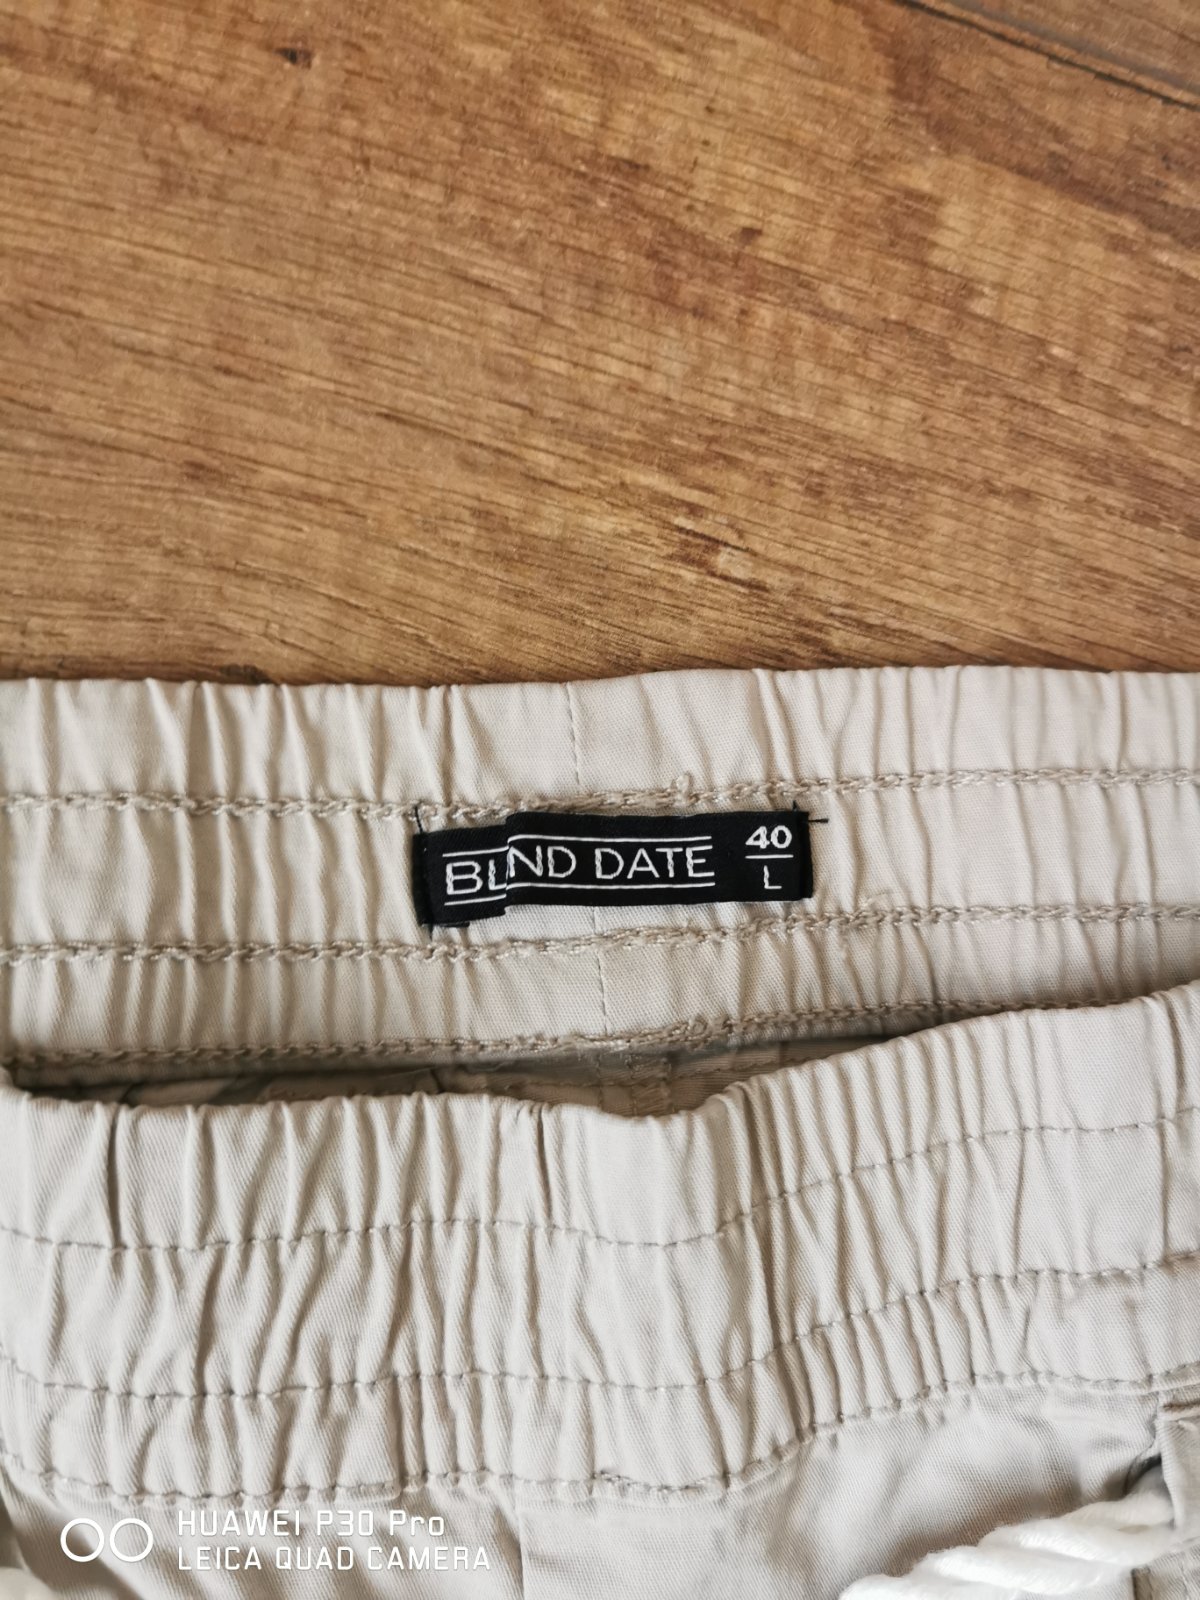 BLND DATE
40
L
HUAWEI P30 Pro
LEICA QUAD CAMERA